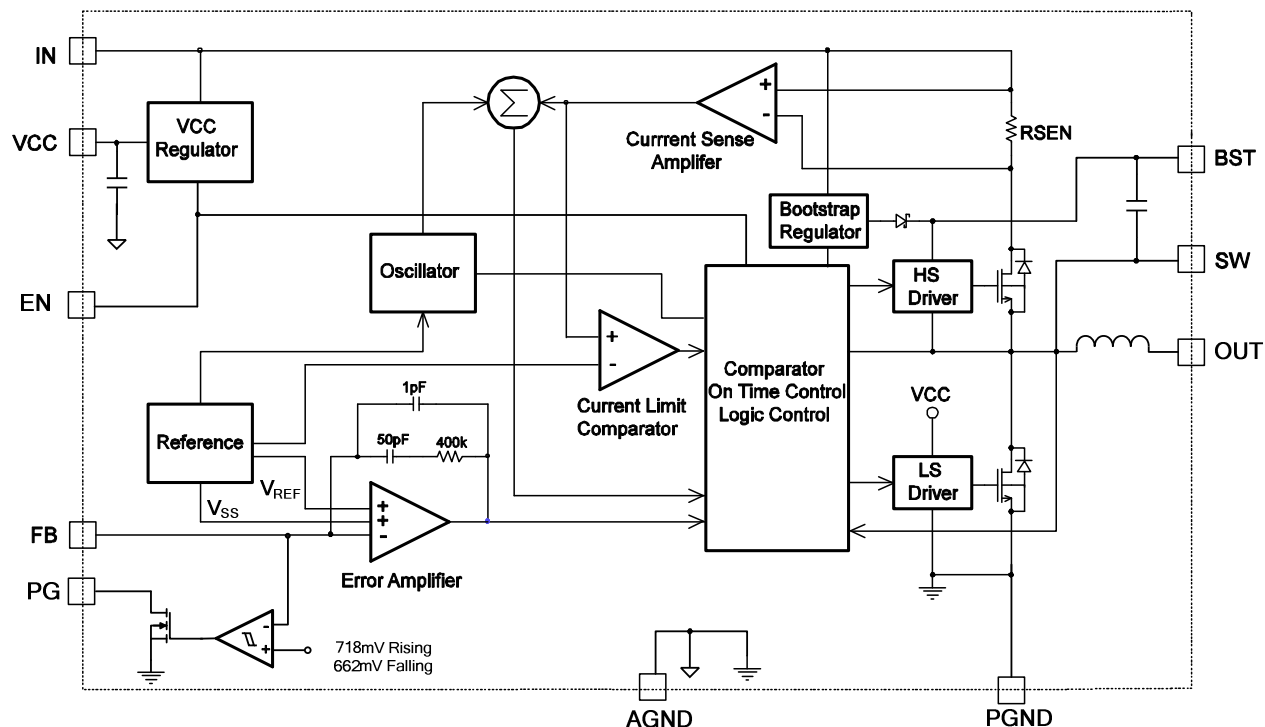 IN
VCC
VCC
Regulator
Σ
+
-
Currrent Sense
Amplifer
RSEN
BST
Bootstrap
Regulator
SW
EN
Oscillator
HS
Driver
+
-
Current Limit
Comparator
Comparator
On Time Control
Logic Control
OUT
VCC
1pF
50pF
400k
Reference
VREF
VSS
LS
Driver
FB
+
+
-
Error Amplifier
PG
-
+
718mV Rising
662mV Falling
AGND
PGND